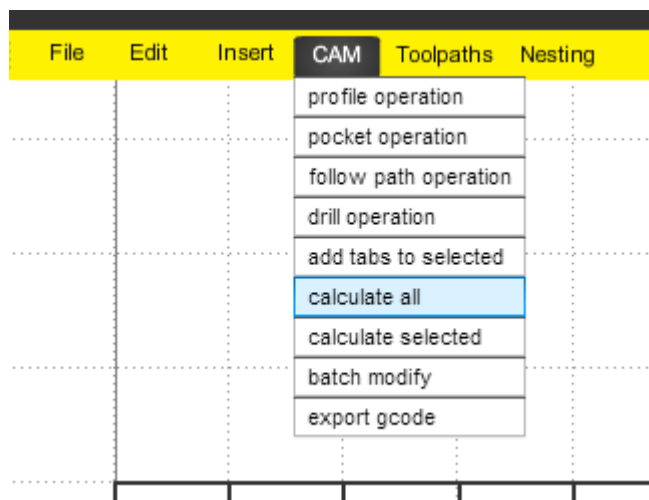 File Edit Insert CAM Toolpaths Nesting
profile operation
pocket operation
follow path operation
drill operation
add tabs to selected
calculate all
calculate selected
batch modify
export gcode